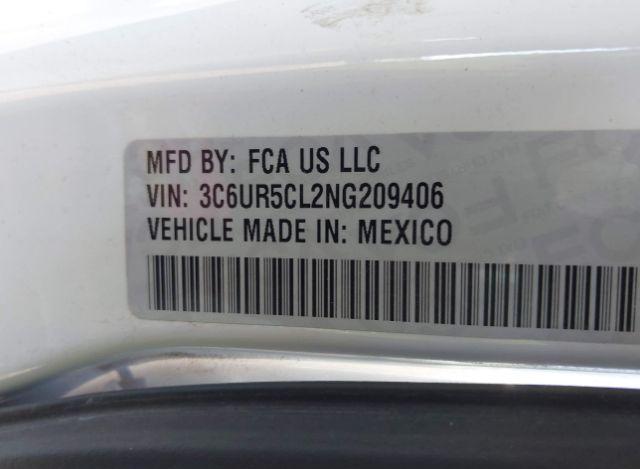 MFD BY: FCA US LLC
VIN: 3C6UR5CL2NG209406
VEHICLE MADE IN: MEXICO